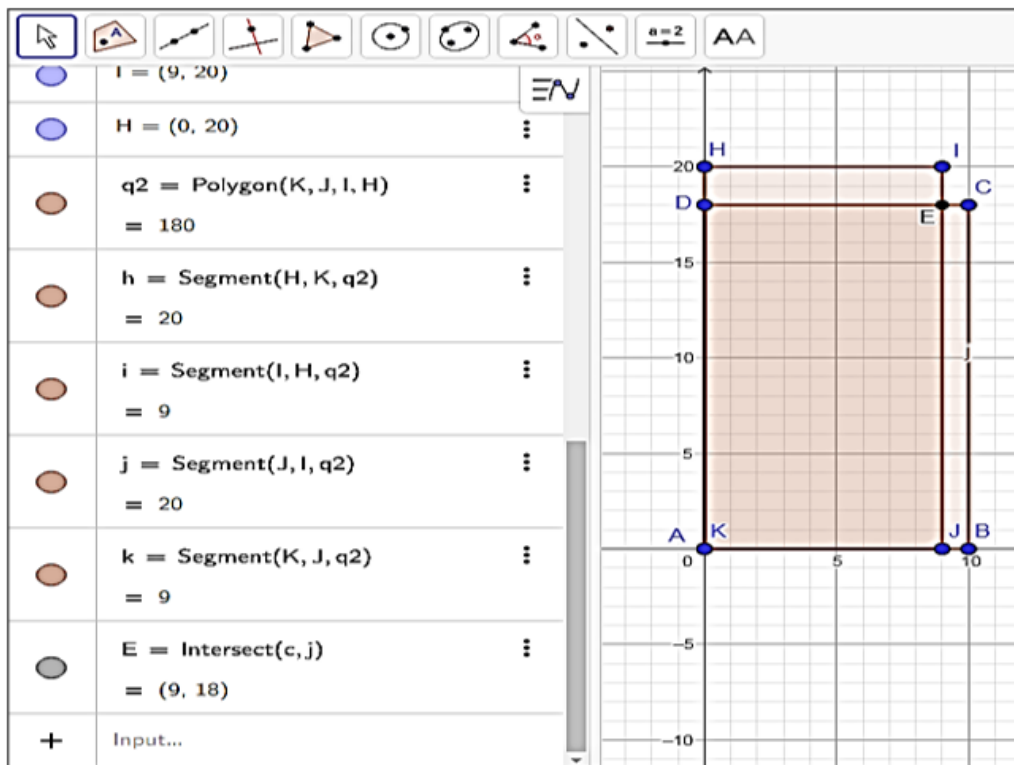 A
α
a = 2
AA
I = (9, 20)
H = (0, 20)
q2 = Polygon(K, J, I, H)
= 180
h = Segment(H, K, q2)
= 20
i = Segment(I, H, q2)
= 9
j = Segment(J, I, q2)
= 20
k = Segment(K, J, q2)
= 9
E = Intersect(c, j)
= (9, 18)
+ Input...
H
I
20
D
C
E
15
10
j
5
A
K
J
B
0
5
10
−5
−10